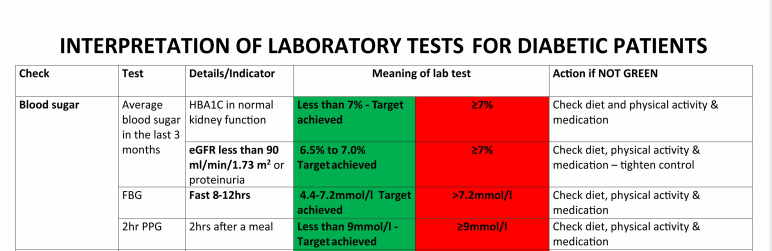 INTERPRETATION OF LABORATORY TESTS FOR DIABETIC PATIENTS
Check Test Details/Indicator Meaning of lab test Action if NOT GREEN
Blood sugar Average HBA1C in normal Less than 7% - Target ≥7% Check diet and physical activity &
blood sugar kidney function achieved medication
in the last 3
months eGFR less than 90 6.5% to 7.0% ≥7% Check diet, physical activity &
ml/min/1.73 m² or Target achieved medication – tighten control
proteinuria
FBG Fast 8-12hrs 4.4-7.2mmol/l Target >7.2mmol/l Check diet, physical activity &
achieved medication
2hr PPG 2hrs after a meal Less than 9mmol/l - ≥9mmol/l Check diet, physical activity &
Target achieved medication